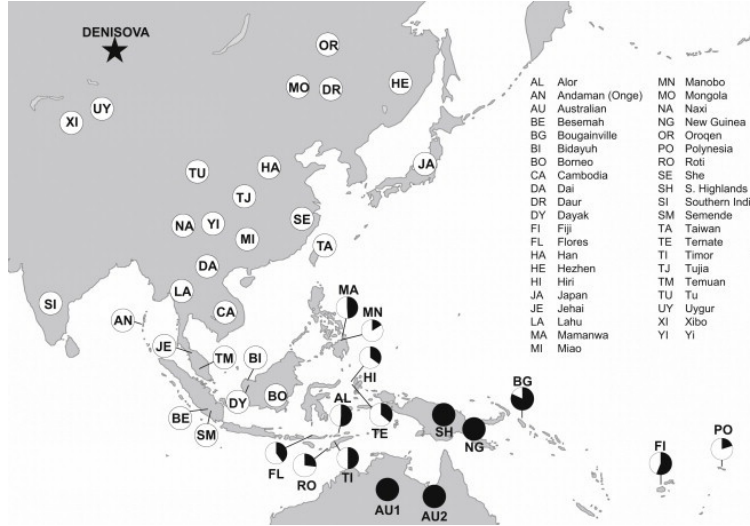 DENISOVA
OR
MO
DR
HE
XI
UY
TU
HA
JA
TJ
SE
NA
YI
MI
TA
DA
LA
SI
CA
AN
MA
MN
JE
TM
BI
HI
BG
DY
BO
AL
TE
SH
NG
BE
SM
FL
RO
TI
FI
PO
AU1
AU2
AL Alor
AN Andaman (Onge)
AU Australian
BE Besemah
BG Bougainville
BI Bidayuh
BO Borneo
CA Cambodia
DA Dai
DR Daur
DY Dayak
FI Fiji
FL Flores
HA Han
HE Hezhen
HI Hiri
JA Japan
JE Jehai
LA Lahu
MA Mamanwa
MI Miao
MN Manobo
MO Mongola
NA Naxi
NG New Guinea
OR Oroqen
PO Polynesia
RO Roti
SE She
SH S. Highlands
SI Southern Indi
SM Semende
TA Taiwan
TE Ternate
TI Timor
TJ Tujia
TM Temuan
TU Tu
UY Uygur
XI Xibo
YI Yi